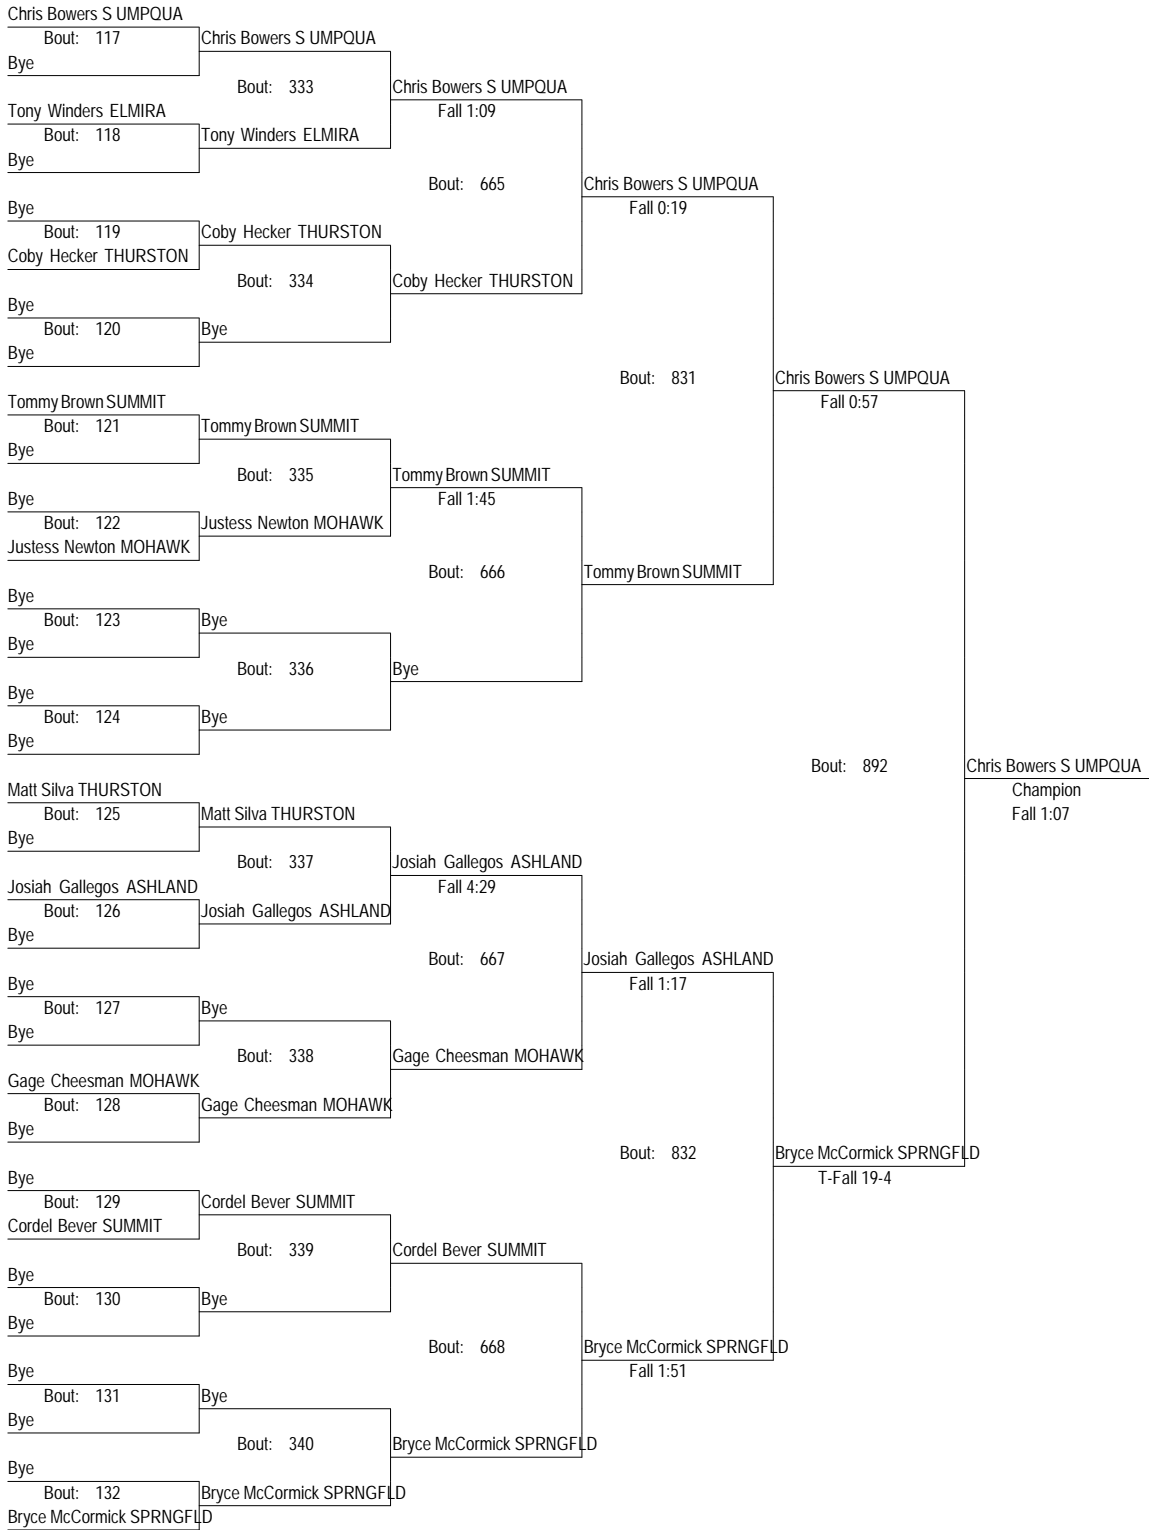 Chris Bowers S UMPQUA
Bout: 117 Chris Bowers S UMPQUA
Bye
Bout: 333 Chris Bowers S UMPQUA
Tony Winders ELMIRA Fall 1:09
Bout: 118 Tony Winders ELMIRA
Bye
Bout: 665 Chris Bowers S UMPQUA
Bye Fall 0:19
Bout: 119 Coby Hecker THURSTON
Coby Hecker THURSTON
Bout: 334 Coby Hecker THURSTON
Bye
Bout: 120 Bye
Bye
Bout: 831 Chris Bowers S UMPQUA
Tommy Brown SUMMIT Fall 0:57
Bout: 121 Tommy Brown SUMMIT
Bye
Bout: 335 Tommy Brown SUMMIT
Bye Fall 1:45
Bout: 122 Justess Newton MOHAWK
Justess Newton MOHAWK
Bout: 666 Tommy Brown SUMMIT
Bye
Bout: 123 Bye
Bye
Bout: 336 Bye
Bye
Bout: 124 Bye
Bye
Bout: 892 Chris Bowers S UMPQUA
Matt Silva THURSTON Champion
Bout: 125 Matt Silva THURSTON Fall 1:07
Bye
Bout: 337 Josiah Gallegos ASHLAND
Josiah Gallegos ASHLAND Fall 4:29
Bout: 126 Josiah Gallegos ASHLAND
Bye
Bout: 667 Josiah Gallegos ASHLAND
Bye Fall 1:17
Bout: 127 Bye
Bye
Bout: 338 Gage Cheesman MOHAWK
Gage Cheesman MOHAWK
Bout: 128 Gage Cheesman MOHAWK
Bye
Bout: 832 Bryce McCormick SPRNGFLD
Bye T-Fall 19-4
Bout: 129 Cordel Bever SUMMIT
Cordel Bever SUMMIT
Bout: 339 Cordel Bever SUMMIT
Bye
Bout: 130 Bye
Bye
Bout: 668 Bryce McCormick SPRNGFLD
Bye Fall 1:51
Bout: 131 Bye
Bye
Bout: 340 Bryce McCormick SPRNGFLD
Bye
Bout: 132 Bryce McCormick SPRNGFLD
Bryce McCormick SPRNGFLD